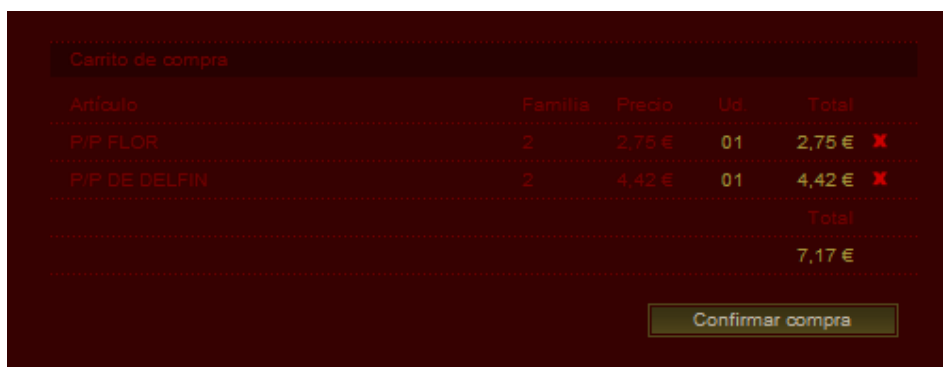 Carrito de compra
Artículo Familia Precio Ud. Total
P/P FLOR 2 2,75 € 01 2,75 €
P/P DE DELFIN 2 4,42 € 01 4,42 €
Total
7,17 €
Confirmar compra